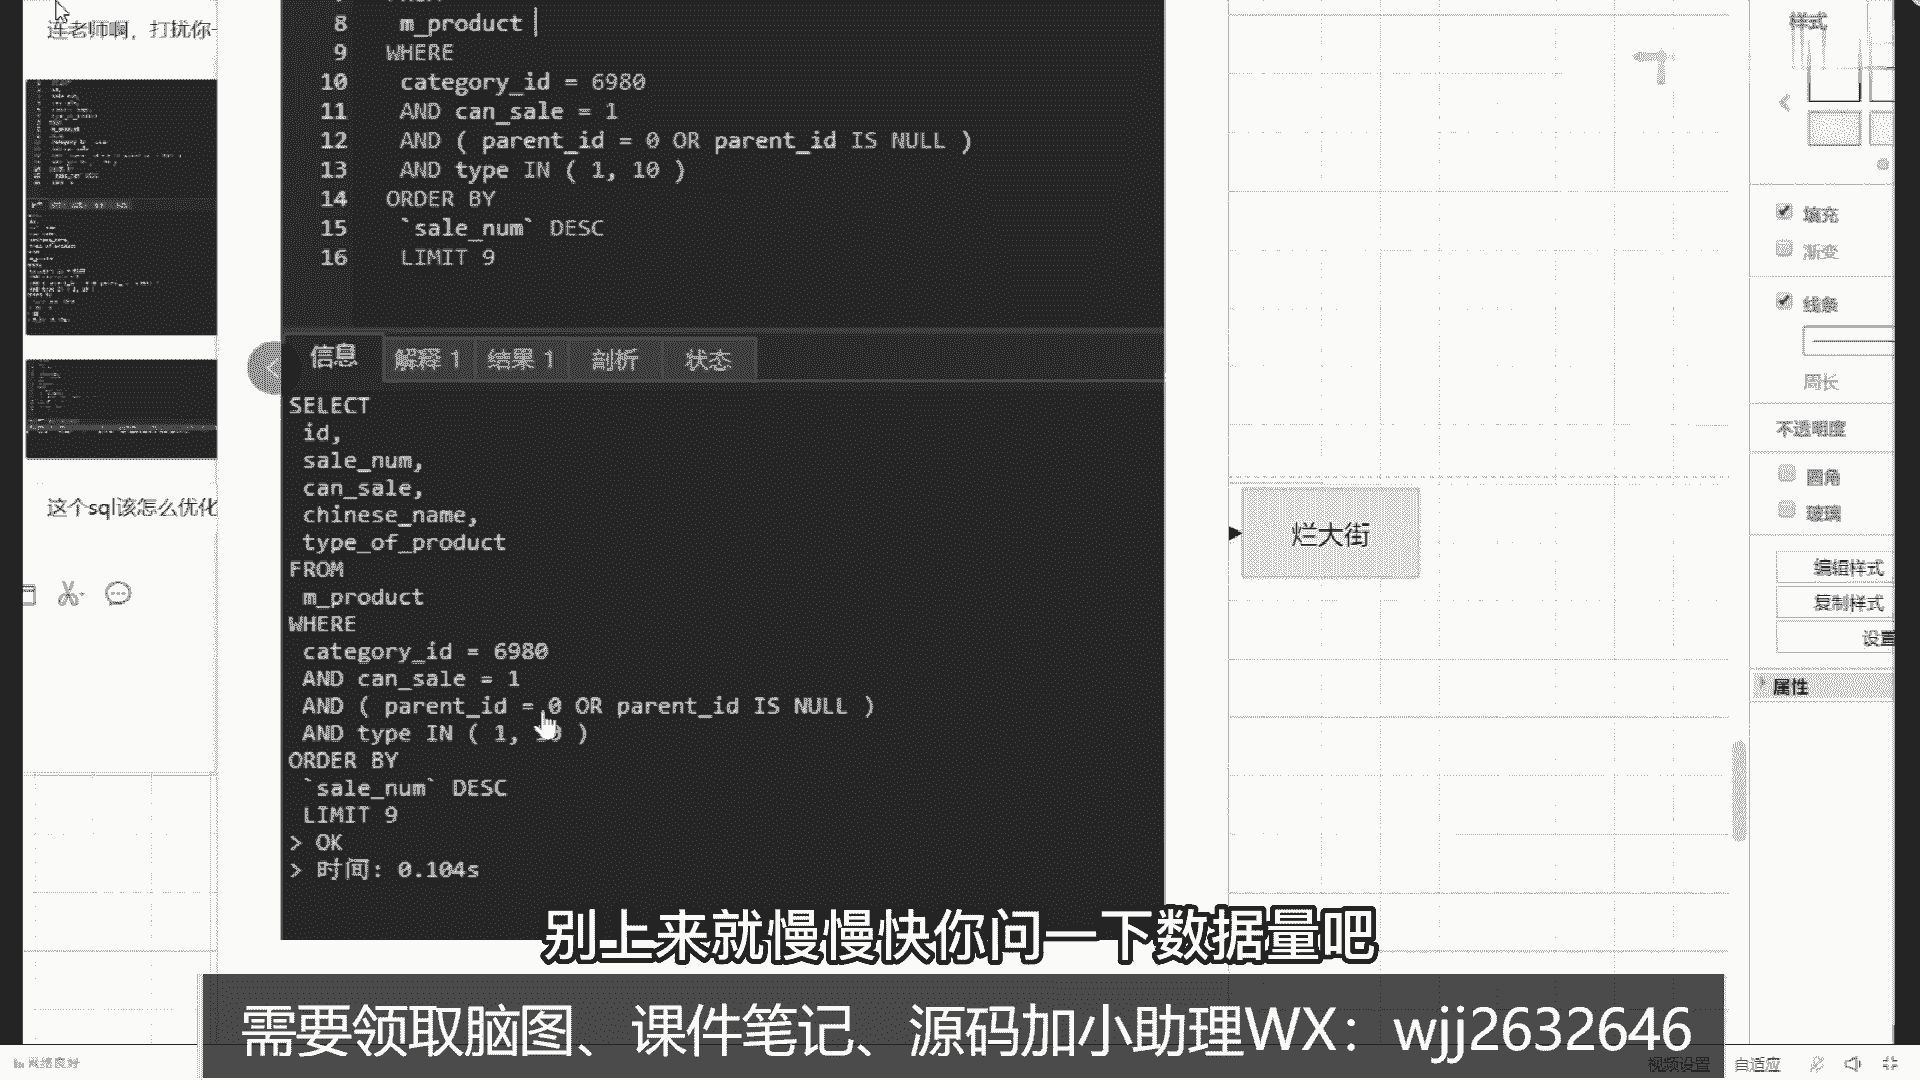 连老师啊，打扰你
8 m_product
9 WHERE
10 category_id = 6980
11 AND can_sale = 1
12 AND ( parent_id = 0 OR parent_id IS NULL )
13 AND type IN ( 1, 10 )
14 ORDER BY
15 `sale_num` DESC
16 LIMIT 9
信息 解释 1 结果 1 剖析 状态
SELECT
id,
sale_num,
can_sale,
chinese_name,
type_of_product
FROM
m_product
WHERE
category_id = 6980
AND can_sale = 1
AND ( parent_id = 0 OR parent_id IS NULL )
AND type IN ( 1, 10 )
ORDER BY
`sale_num` DESC
LIMIT 9
> OK
> 时间: 0.104s
这个sql该怎么优化
烂大街
样式
填充
渐变
线条
周长
不透明度
圆角
玻璃
编辑样式
复制样式
设置
属性
别上来就慢慢快你问一下数据量吧
需要领取脑图、课件笔记、源码加小助理WX：wjj2632646
网络良好
视频设置 自适应